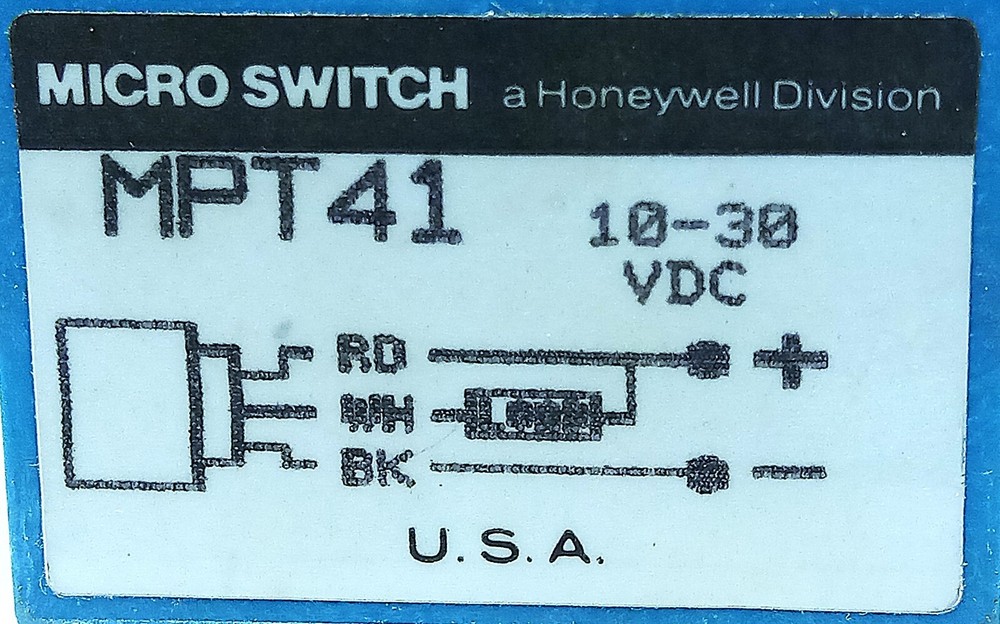 MICRO SWITCH a Honeywell Division
MPT41 10-30
VDC
RD +
WH
BK -
U.S.A.